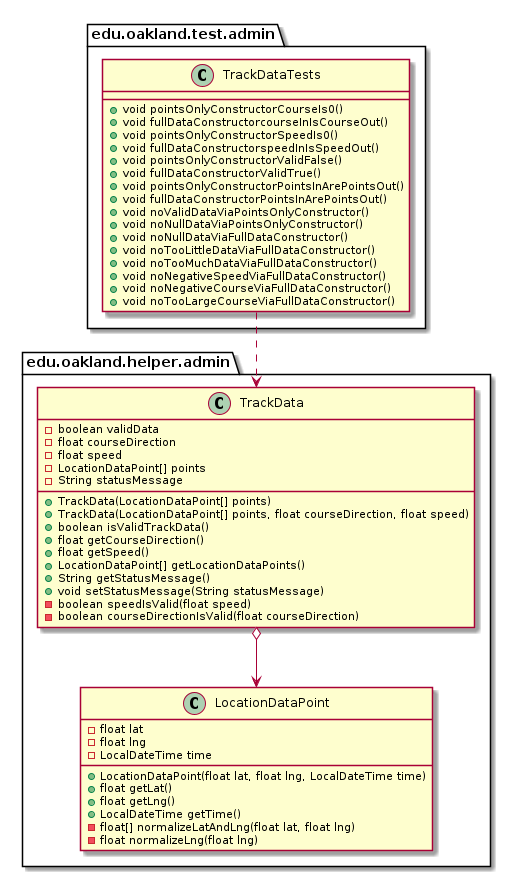 edu.oakland.test.admin
C TrackDataTests
void pointsOnlyConstructorCourseIs0()
void fullDataConstructorcourseInIsCourseOut()
void pointsOnlyConstructorSpeedIs0()
void fullDataConstructorspeedInIsSpeedOut()
void pointsOnlyConstructorValidFalse()
void fullDataConstructorValidTrue()
void pointsOnlyConstructorPointsInArePointsOut()
void fullDataConstructorPointsInArePointsOut()
void noValidDataViaPointsOnlyConstructor()
void noNullDataViaPointsOnlyConstructor()
void noNullDataViaFullDataConstructor()
void noTooLittleDataViaFullDataConstructor()
void noTooMuchDataViaFullDataConstructor()
void noNegativeSpeedViaFullDataConstructor()
void noNegativeCourseViaFullDataConstructor()
void noTooLargeCourseViaFullDataConstructor()
edu.oakland.helper.admin
C TrackData
boolean validData
float courseDirection
float speed
LocationDataPoint[] points
String statusMessage
TrackData(LocationDataPoint[] points)
TrackData(LocationDataPoint[] points, float courseDirection, float speed)
boolean isValidTrackData()
float getCourseDirection()
float getSpeed()
LocationDataPoint[] getLocationDataPoints()
String getStatusMessage()
void setStatusMessage(String statusMessage)
boolean speedIsValid(float speed)
boolean courseDirectionIsValid(float courseDirection)
C LocationDataPoint
float lat
float lng
LocalDateTime time
LocationDataPoint(float lat, float lng, LocalDateTime time)
float getLat()
float getLng()
LocalDateTime getTime()
float[] normalizeLatAndLng(float lat, float lng)
float normalizeLng(float lng)